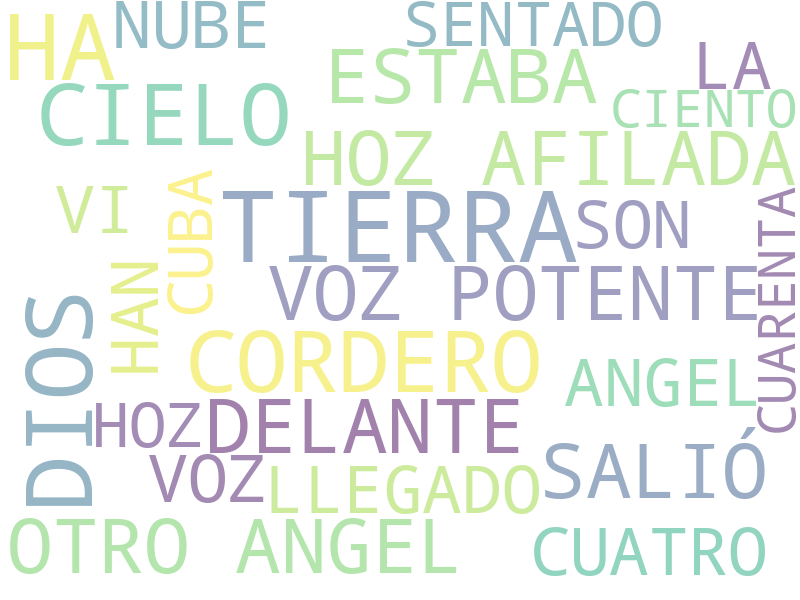 HA
NUBE
SENTADO
CIELO
ESTABA
LA
CIENTO
HOZ AFILADA
VI
CUBA
TIERRA
SON
CUARENTA
HAN
VOZ POTENTE
DIOS
CORDERO
ANGEL
HOZ
DELANTE
VOZ
LLEGADO
SALIÓ
OTRO ANGEL
CUATRO